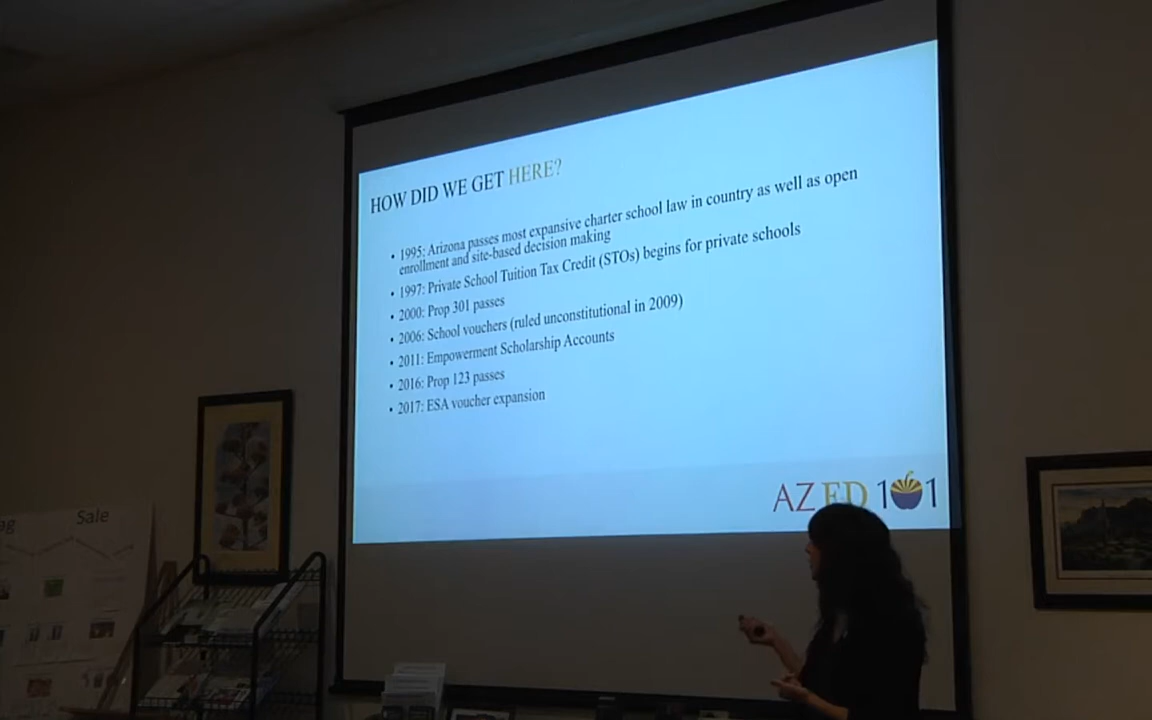 HOW DID WE GET HERE?
• 1995: Arizona passes most expansive charter school law in country as well as open
enrollment and site-based decision making
• 1997: Private School Tuition Tax Credit (STOs) begins for private schools
• 2000: Prop 301 passes
• 2006: School vouchers (ruled unconstitutional in 2009)
• 2011: Empowerment Scholarship Accounts
• 2016: Prop 123 passes
• 2017: ESA voucher expansion
AZ ED 101
Sale